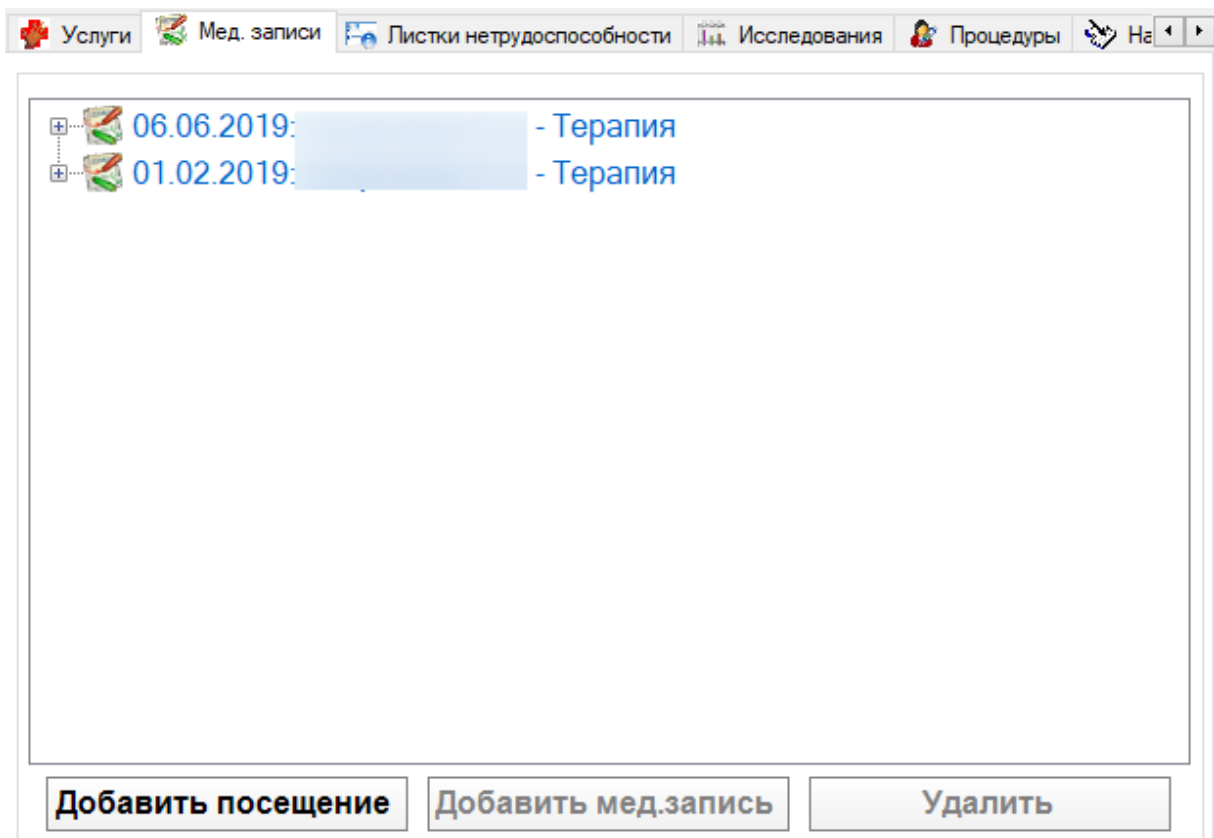 Услуги Мед. записи Листки нетрудоспособности Исследования Процедуры На
06.06.2019: - Терапия
01.02.2019: - Терапия
Добавить посещение Добавить мед.запись Удалить